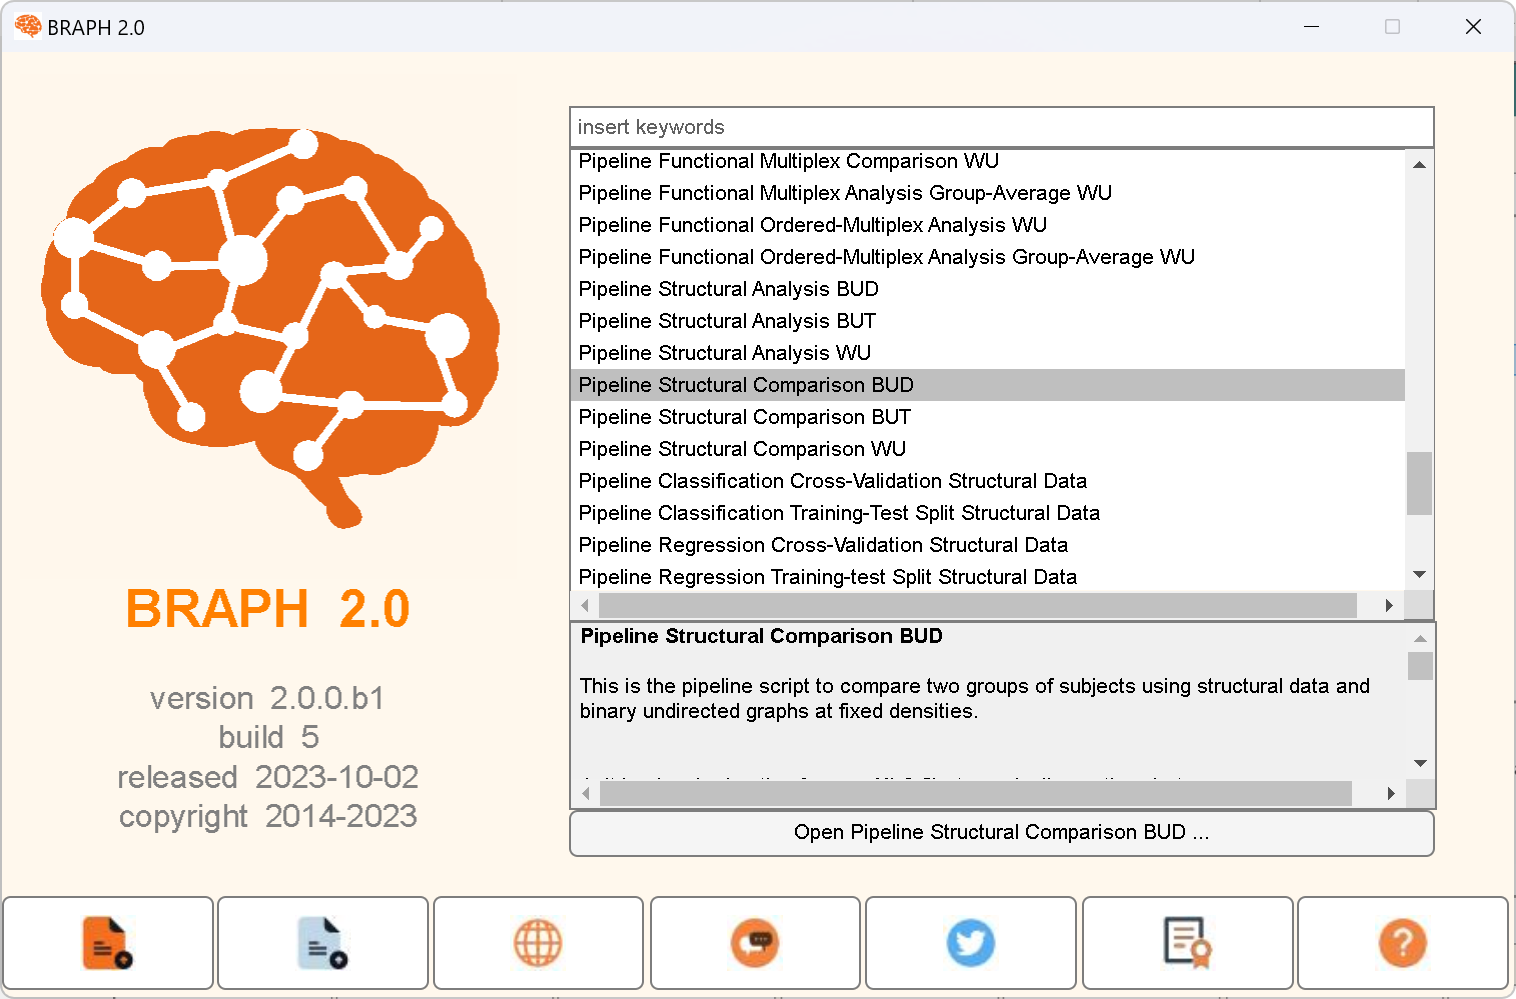 BRAPH 2.0
insert keywords
Pipeline Functional Multiplex Comparison WU
Pipeline Functional Multiplex Analysis Group-Average WU
Pipeline Functional Ordered-Multiplex Analysis WU
Pipeline Functional Ordered-Multiplex Analysis Group-Average WU
Pipeline Structural Analysis BUD
Pipeline Structural Analysis BUT
Pipeline Structural Analysis WU
Pipeline Structural Comparison BUD
Pipeline Structural Comparison BUT
Pipeline Structural Comparison WU
Pipeline Classification Cross-Validation Structural Data
Pipeline Classification Training-Test Split Structural Data
Pipeline Regression Cross-Validation Structural Data
Pipeline Regression Training-test Split Structural Data
Pipeline Structural Comparison BUD
This is the pipeline script to compare two groups of subjects using structural data and
binary undirected graphs at fixed densities.
Open Pipeline Structural Comparison BUD ...
BRAPH 2.0
version 2.0.0.b1
build 5
released 2023-10-02
copyright 2014-2023
?